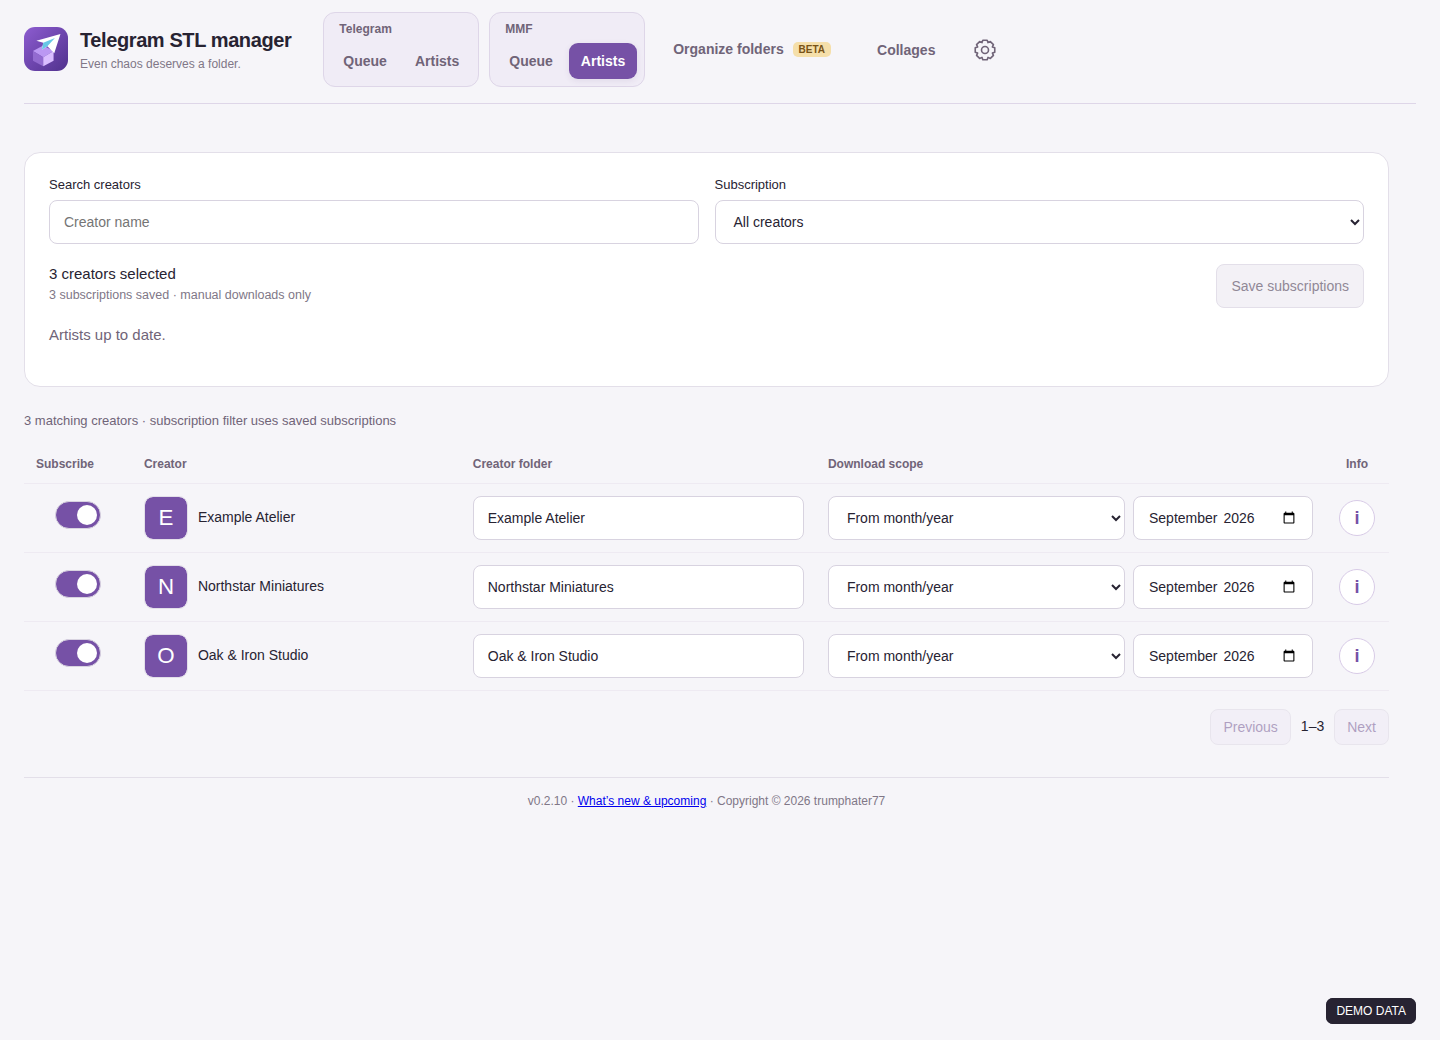 Telegram STL manager
Even chaos deserves a folder.
Telegram
Queue Artists
MMF
Queue Artists
Organize folders BETA
Collages
Search creators
Creator name
Subscription
All creators
3 creators selected
3 subscriptions saved · manual downloads only
Save subscriptions
Artists up to date.
3 matching creators · subscription filter uses saved subscriptions
Subscribe Creator Creator folder Download scope Info
E Example Atelier Example Atelier From month/year September 2026 i
N Northstar Miniatures Northstar Miniatures From month/year September 2026 i
O Oak & Iron Studio Oak & Iron Studio From month/year September 2026 i
Previous 1–3 Next
v0.2.10 · What's new & upcoming · Copyright © 2026 trumphater77
DEMO DATA